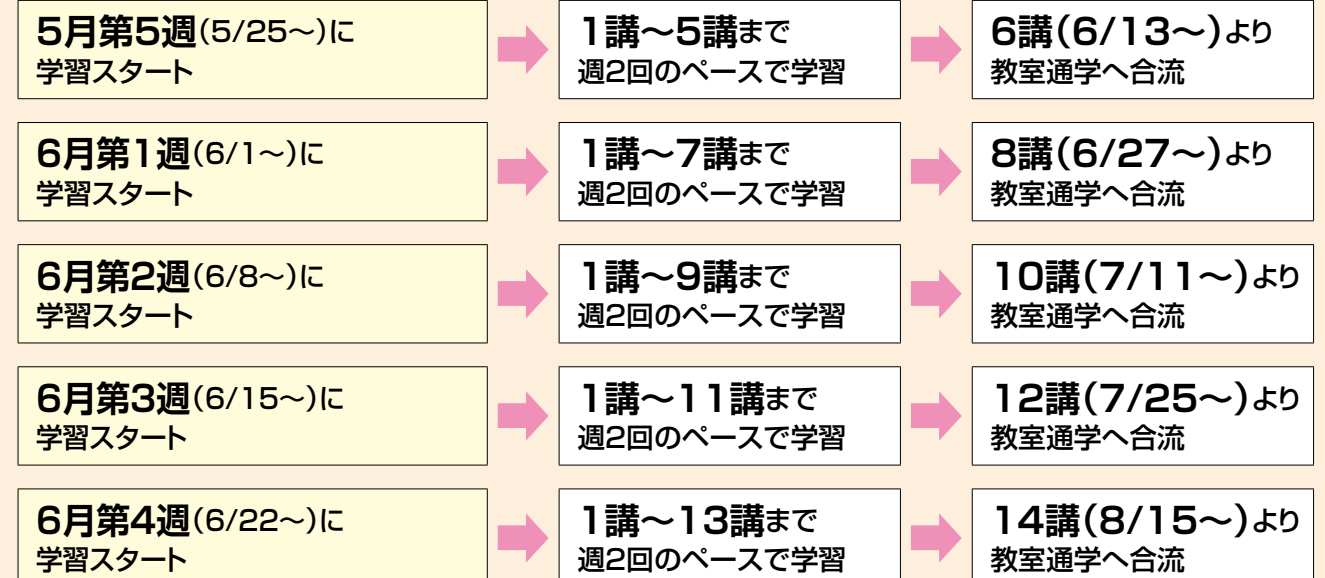 5月第5週(5/25〜)に
学習スタート
1講〜5講まで
週2回のペースで学習
6講(6/13〜)より
教室通学へ合流
6月第1週(6/1〜)に
学習スタート
1講〜7講まで
週2回のペースで学習
8講(6/27〜)より
教室通学へ合流
6月第2週(6/8〜)に
学習スタート
1講〜9講まで
週2回のペースで学習
10講(7/11〜)より
教室通学へ合流
6月第3週(6/15〜)に
学習スタート
1講〜11講まで
週2回のペースで学習
12講(7/25〜)より
教室通学へ合流
6月第4週(6/22〜)に
学習スタート
1講〜13講まで
週2回のペースで学習
14講(8/15〜)より
教室通学へ合流